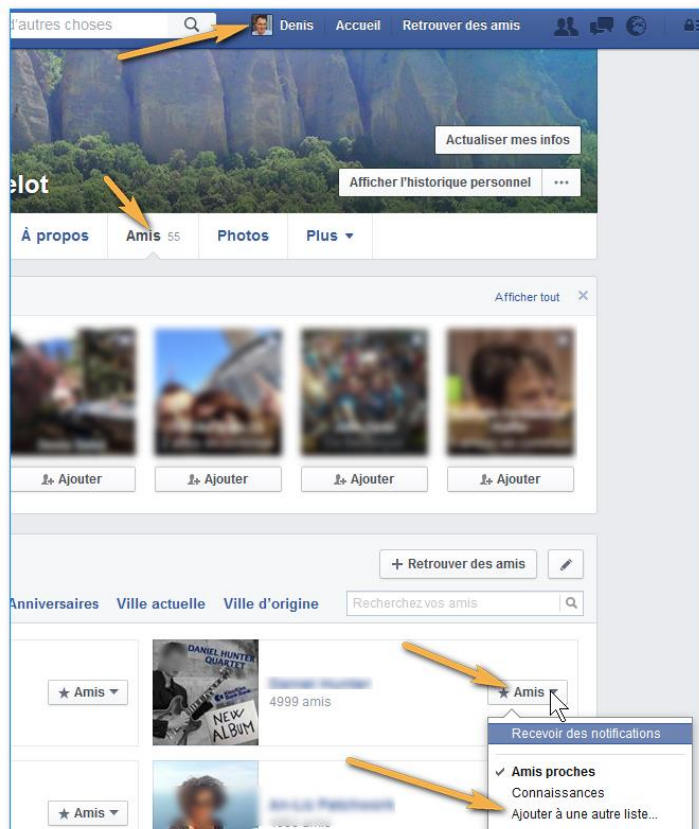 d'autres choses
Denis Accueil Retrouver des amis
Actualiser mes infos
elot
Afficher l'historique personnel ...
À propos Amis 55 Photos Plus
Afficher tout
Ajouter Ajouter Ajouter Ajouter
+ Retrouver des amis
Anniversaires Ville actuelle Ville d'origine Recherchez vos amis
DANIEL HUNTER
QUARTET
NEW
ALBUM
Amis
4999 amis
Amis
Recevoir des notifications
Amis proches
Connaissances
Ajouter à une autre liste...
Amis